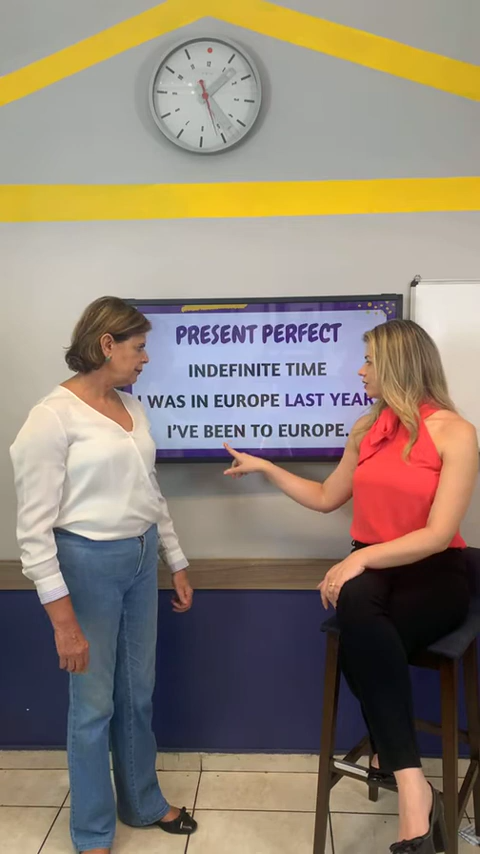 PRESENT PERFECT
INDEFINITE TIME
I WAS IN EUROPE LAST YEAR
I'VE BEEN TO EUROPE.